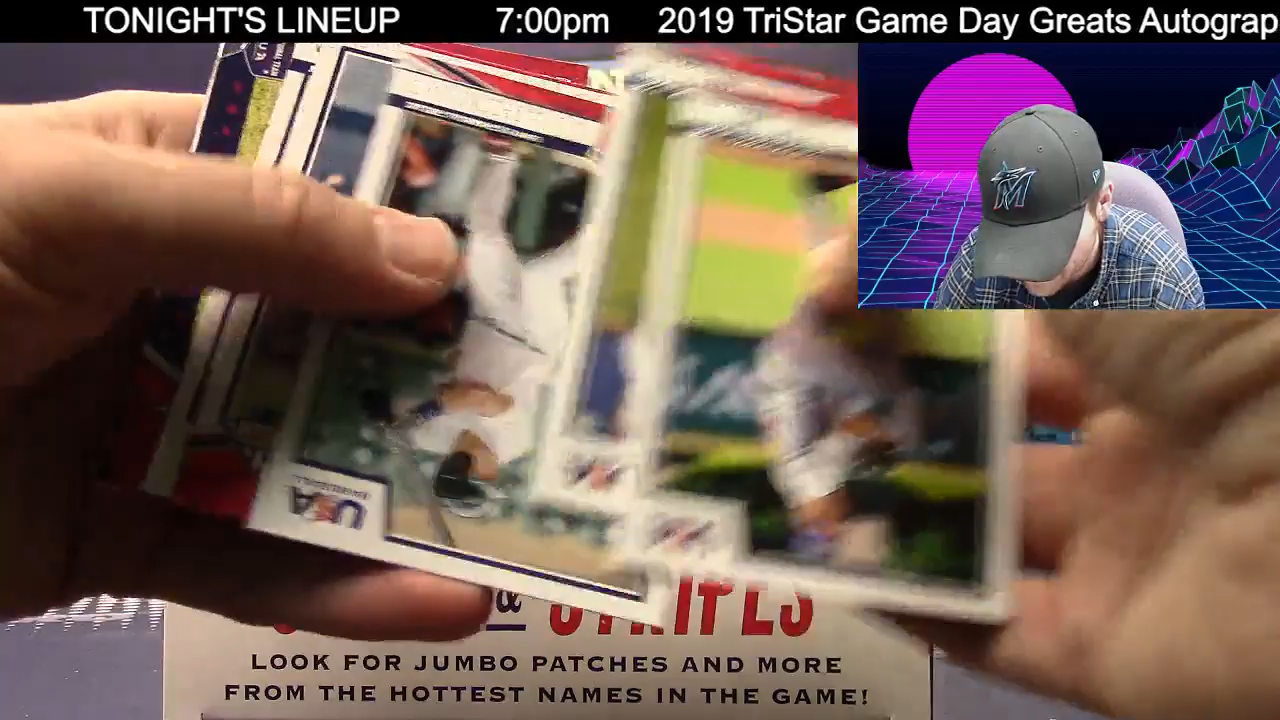 TONIGHT'S LINEUP 7:00pm 2019 TriStar Game Day Greats Autograp
USA
& STRIPES
LOOK FOR JUMBO PATCHES AND MORE
FROM THE HOTTEST NAMES IN THE GAME!